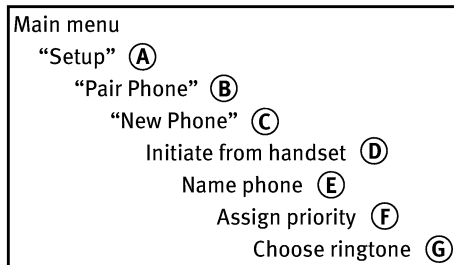 Main menu
“Setup” Ⓐ
“Pair Phone” Ⓑ
“New Phone” Ⓒ
Initiate from handset Ⓓ
Name phone Ⓔ
Assign priority Ⓕ
Choose ringtone Ⓖ